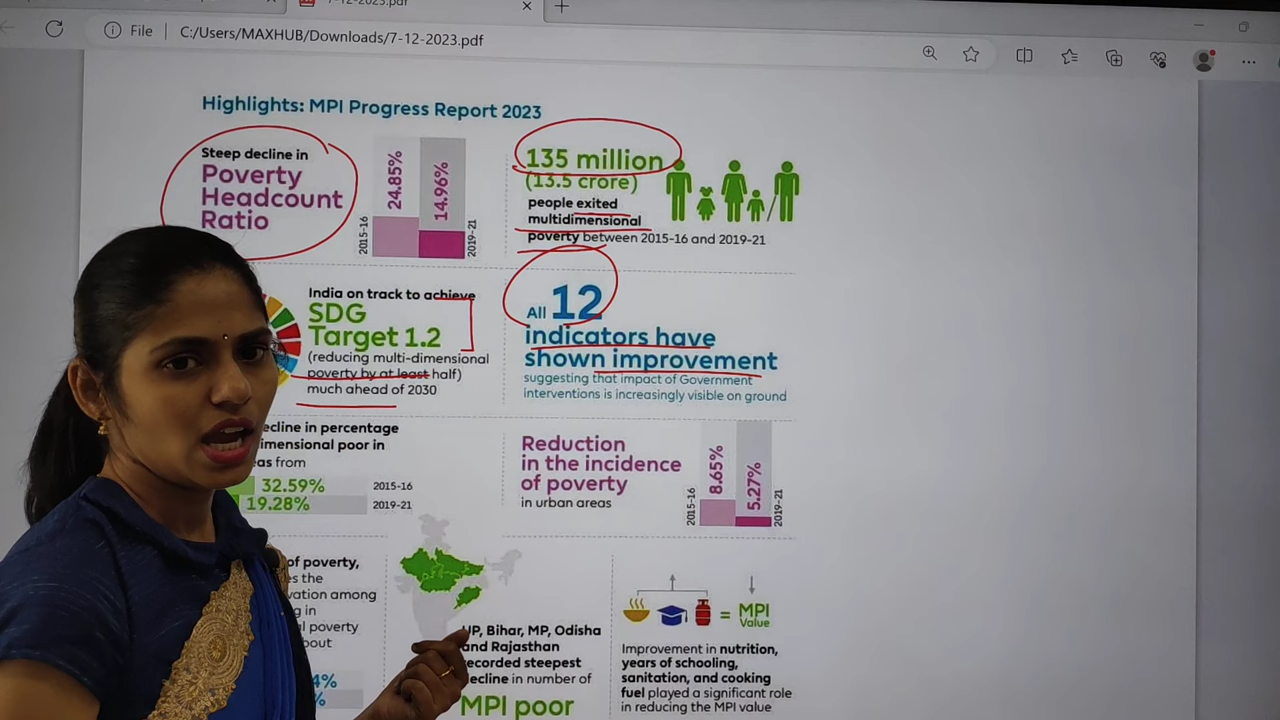 7-12-2023.pdf
File
C:/Users/MAXHUB/Downloads/7-12-2023.pdf
Highlights: MPI Progress Report 2023
Steep decline in
Poverty
Headcount
Ratio
24.85%
14.96%
2015-16
2019-21
135 million
(13.5 crore)
people exited
multidimensional
poverty between 2015-16 and 2019-21
India on track to achieve
SDG
Target 1.2
(reducing multi-dimensional
poverty by at least half)
much ahead of 2030
All 12
indicators have
shown improvement
suggesting that impact of Government
interventions is increasingly visible on ground
in percentage
poor in
from
32.59%
2015-16
19.28%
2019-21
Reduction
in the incidence
of poverty
in urban areas
8.65%
5.27%
2015-16
2019-21
of poverty,
the
among
in
poverty
4%
%
UP, Bihar, MP, Odisha
and Rajasthan
recorded steepest
decline in number of
MPI poor
= MPI
Value
Improvement in nutrition,
years of schooling,
sanitation, and cooking
fuel played a significant role
in reducing the MPI value